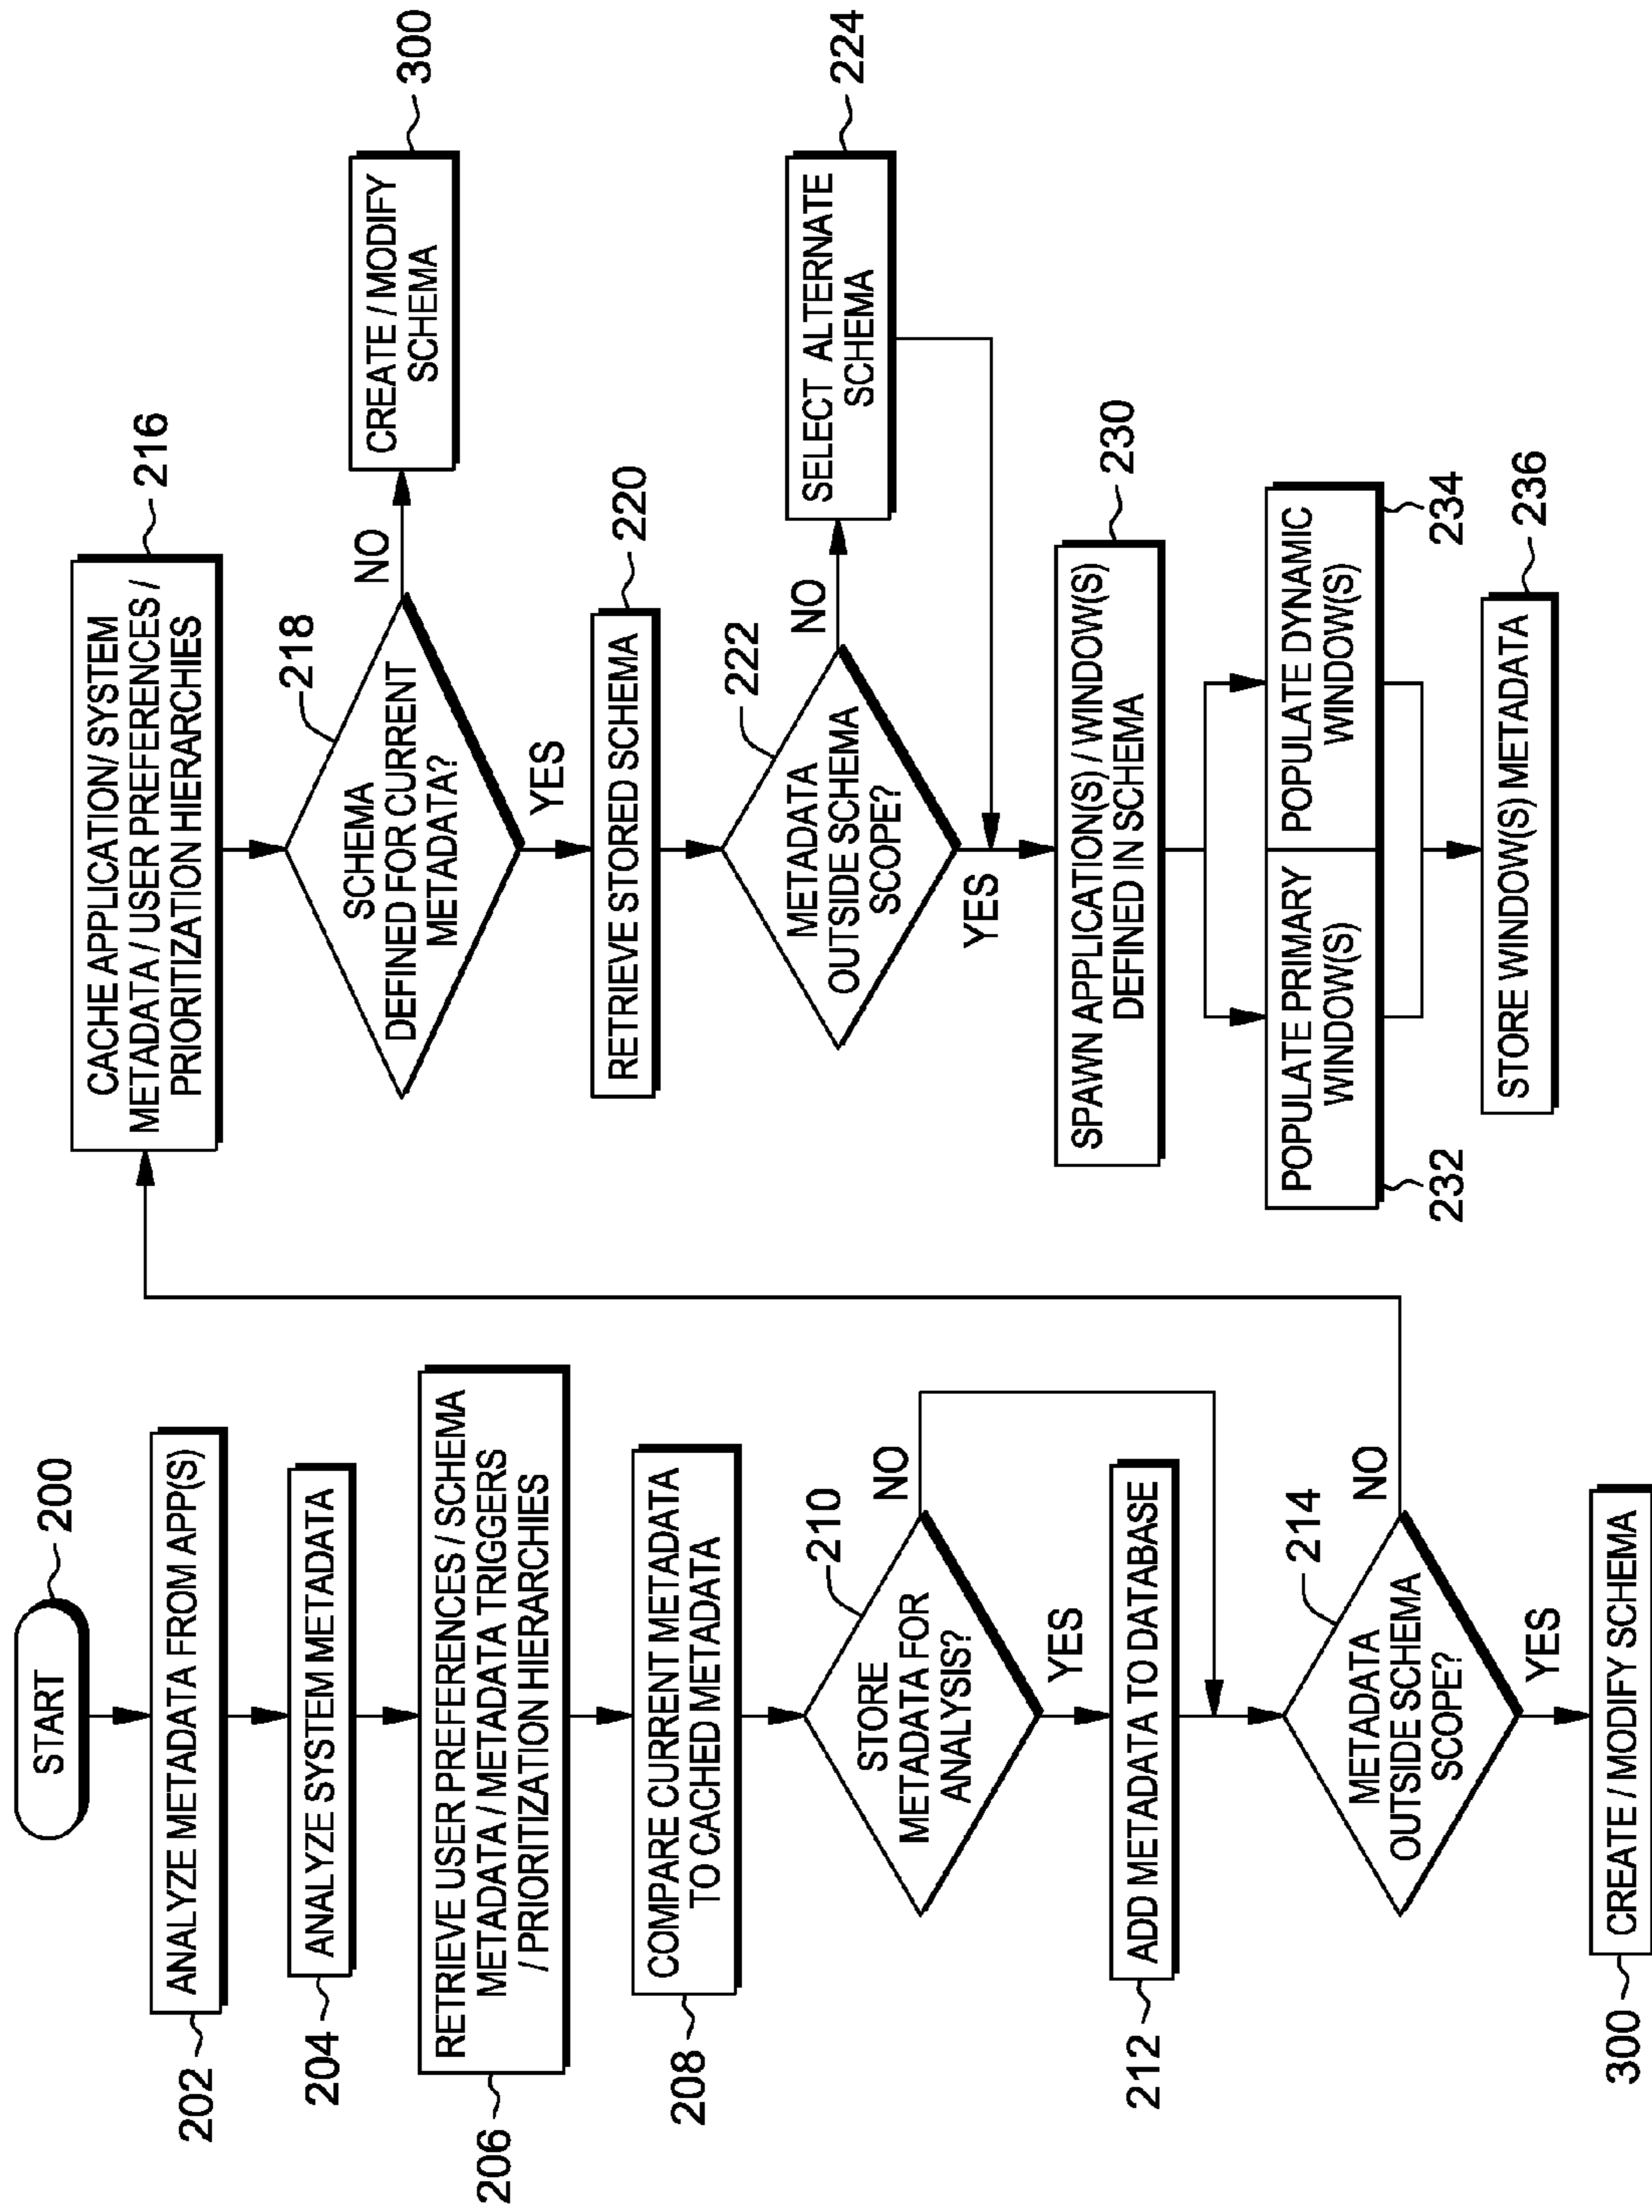 START
200
ANALYZE METADATA FROM APP(S)
202
ANALYZE SYSTEM METADATA
204
RETRIEVE USER PREFERENCES / SCHEMA
METADATA / METADATA TRIGGERS
/ PRIORITIZATION HIERARCHIES
206
COMPARE CURRENT METADATA
TO CACHED METADATA
208
STORE
METADATA FOR
ANALYSIS?
210
NO
YES
ADD METADATA TO DATABASE
212
METADATA
OUTSIDE SCHEMA
SCOPE?
214
NO
YES
CREATE / MODIFY SCHEMA
300
CACHE APPLICATION/ SYSTEM
METADATA / USER PREFERENCES /
PRIORITIZATION HIERARCHIES
216
SCHEMA
DEFINED FOR CURRENT
METADATA?
218
NO
CREATE / MODIFY
SCHEMA
300
YES
RETRIEVE STORED SCHEMA
220
METADATA
OUTSIDE SCHEMA
SCOPE?
222
NO
SELECT ALTERNATE
SCHEMA
224
YES
SPAWN APPLICATION(S) / WINDOW(S)
DEFINED IN SCHEMA
230
POPULATE PRIMARY
WINDOW(S)
232
POPULATE DYNAMIC
WINDOW(S)
234
STORE WINDOW(S) METADATA
236